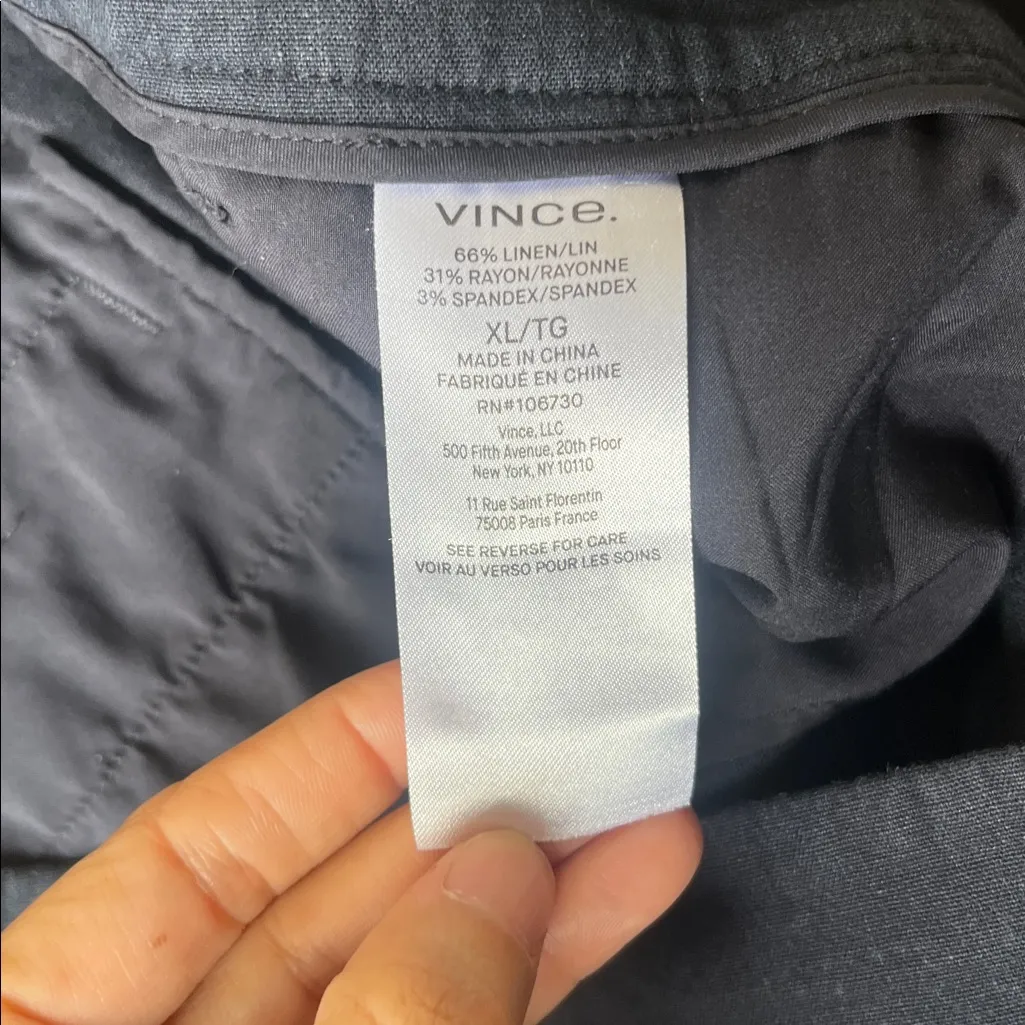 VINCe.
66% LINEN/LIN
31% RAYON/RAYONNE
3% SPANDEX/SPANDEX
XL/TG
MADE IN CHINA
FABRIQUÉ EN CHINE
RN#106730
Vince, LLC
500 Fifth Avenue, 20th Floor
New York, NY 10110
11 Rue Saint Florentin
75008 Paris France
SEE REVERSE FOR CARE
VOIR AU VERSO POUR LES SOINS